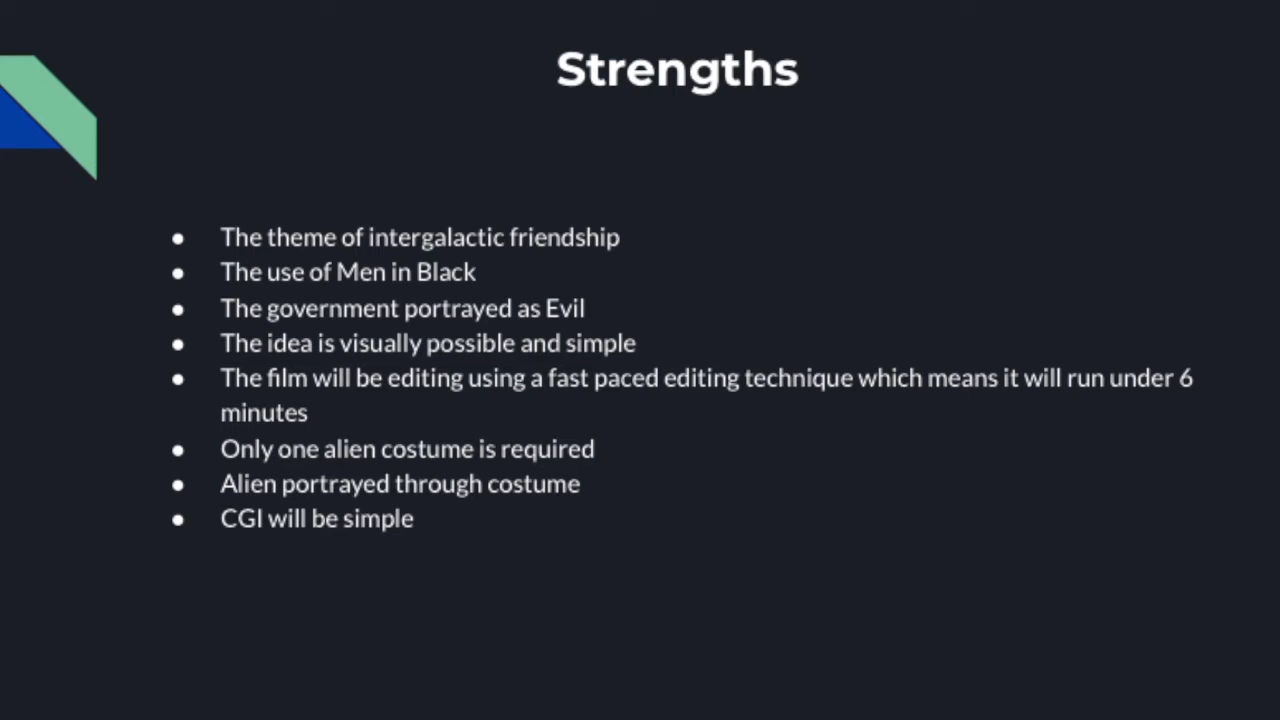 Strengths
● The theme of intergalactic friendship
● The use of Men in Black
● The government portrayed as Evil
● The idea is visually possible and simple
● The film will be editing using a fast paced editing technique which means it will run under 6
minutes
● Only one alien costume is required
● Alien portrayed through costume
● CGI will be simple